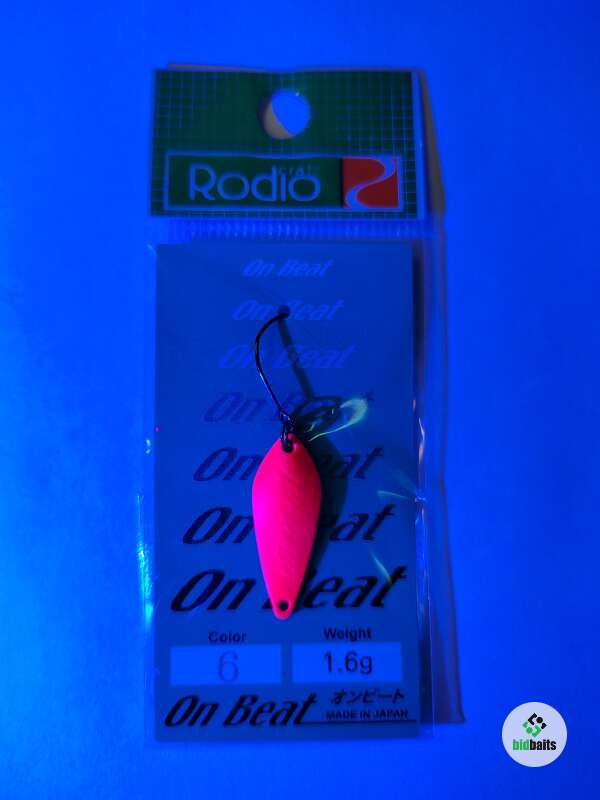 CRAFT
Rodio
On Beat
On Beat
On Beat
On Beat
On Beat
On Beat
On Beat
Color
Weight
6
1.6g
On Beat
オンビート
MADE IN JAPAN
bidbaits